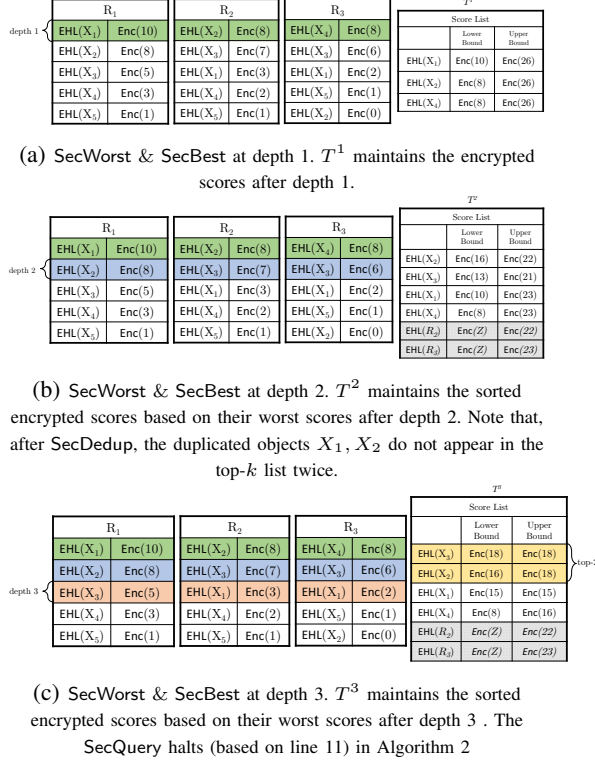 R₁ R₂ R₃
Score List
depth 1
Lower Bound Upper Bound
EHL(X₁) Enc(10) EHL(X₂) Enc(8) EHL(X₄) Enc(8)
EHL(X₂) Enc(8) EHL(X₃) Enc(7) EHL(X₃) Enc(6)
EHL(X₃) Enc(5) EHL(X₁) Enc(3) EHL(X₁) Enc(2)
EHL(X₄) Enc(3) EHL(X₄) Enc(2) EHL(X₅) Enc(1)
EHL(X₅) Enc(1) EHL(X₅) Enc(1) EHL(X₂) Enc(0)
EHL(X₁) Enc(10) Enc(26)
EHL(X₂) Enc(8) Enc(26)
EHL(X₄) Enc(8) Enc(26)
(a) SecWorst & SecBest at depth 1. T¹ maintains the encrypted
scores after depth 1.
T²
R₁ R₂ R₃
Score List
depth 2
Lower Bound Upper Bound
EHL(X₁) Enc(10) EHL(X₂) Enc(8) EHL(X₄) Enc(8)
EHL(X₂) Enc(8) EHL(X₃) Enc(7) EHL(X₃) Enc(6)
EHL(X₃) Enc(5) EHL(X₁) Enc(3) EHL(X₁) Enc(2)
EHL(X₄) Enc(3) EHL(X₄) Enc(2) EHL(X₅) Enc(1)
EHL(X₅) Enc(1) EHL(X₅) Enc(1) EHL(X₂) Enc(0)
EHL(X₂) Enc(16) Enc(22)
EHL(X₃) Enc(13) Enc(21)
EHL(X₁) Enc(10) Enc(23)
EHL(X₄) Enc(8) Enc(23)
EHL(R₂) Enc(Z) Enc(22)
EHL(R₃) Enc(Z) Enc(23)
(b) SecWorst & SecBest at depth 2. T² maintains the sorted
encrypted scores based on their worst scores after depth 2. Note that,
after SecDedup, the duplicated objects X₁, X₂ do not appear in the
top-k list twice.
R₁ R₂ R₃
Score List
depth 3
Lower Bound Upper Bound
EHL(X₁) Enc(10) EHL(X₂) Enc(8) EHL(X₄) Enc(8)
EHL(X₂) Enc(8) EHL(X₃) Enc(7) EHL(X₃) Enc(6)
EHL(X₃) Enc(5) EHL(X₁) Enc(3) EHL(X₁) Enc(2)
EHL(X₄) Enc(3) EHL(X₄) Enc(2) EHL(X₅) Enc(1)
EHL(X₅) Enc(1) EHL(X₅) Enc(1) EHL(X₂) Enc(0)
EHL(X₃) Enc(18) Enc(18)
EHL(X₂) Enc(16) Enc(18)
EHL(X₁) Enc(15) Enc(15)
EHL(X₄) Enc(8) Enc(16)
EHL(R₂) Enc(Z) Enc(22)
EHL(R₃) Enc(Z) Enc(23)
(c) SecWorst & SecBest at depth 3. T³ maintains the sorted
encrypted scores based on their worst scores after depth 3 . The
SecQuery halts (based on line 11) in Algorithm 2